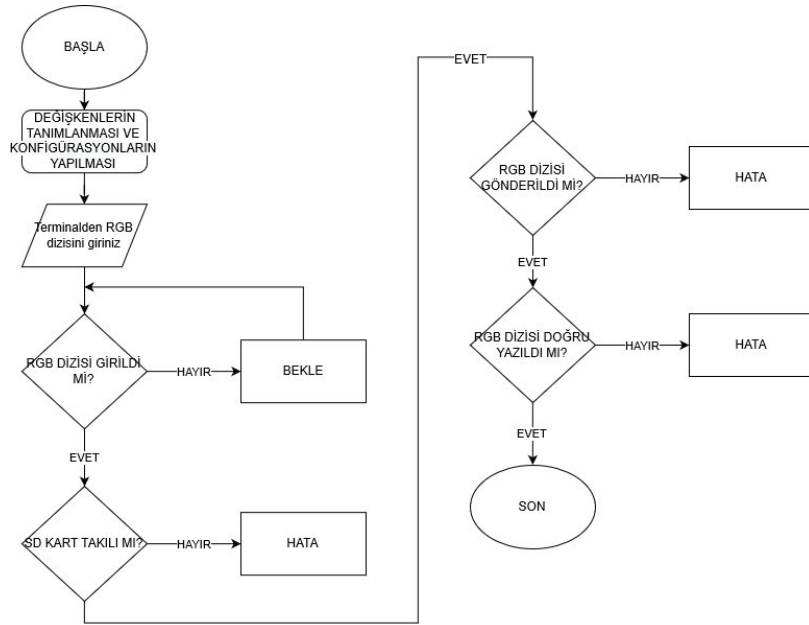 BAŞLA
DEĞİŞKENLERİN
TANIMLANMASI VE
KONFİGÜRASYONLARIN
YAPILMASI
Terminalden RGB
dizisini giriniz
RGB DİZİSİ GİRİLDİ
Mİ?
HAYIR
BEKLE
EVET
SD KART TAKILI MI?
HAYIR
HATA
EVET
RGB DİZİSİ
GÖNDERİLDİ Mİ?
HAYIR
HATA
EVET
RGB DİZİSİ DOĞRU
YAZILDI MI?
HAYIR
HATA
EVET
SON